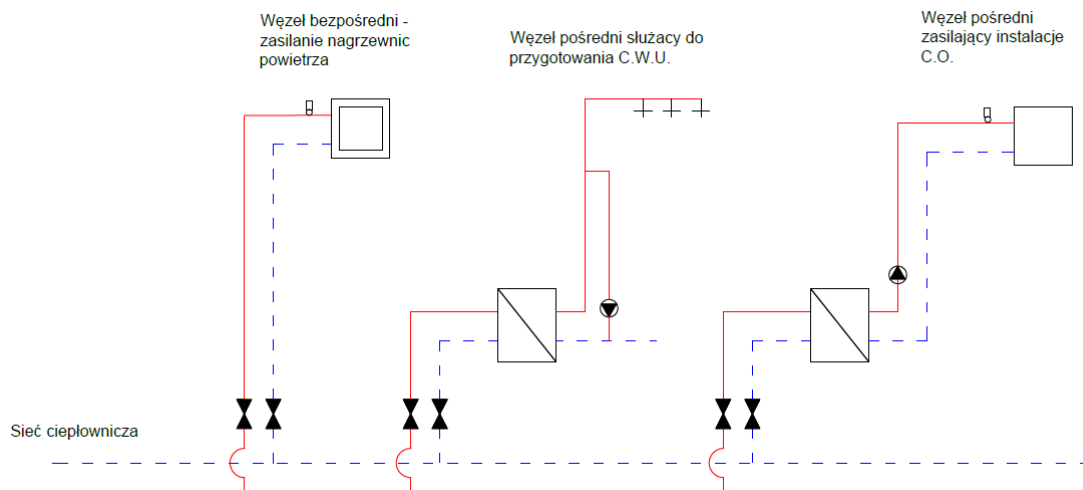 Węzeł bezpośredni -
zasilanie nagrzewnic
powietrza
Węzeł pośredni służacy do
przygotowania C.W.U.
Węzeł pośredni
zasilający instalacje
C.O.
Sieć ciepłownicza